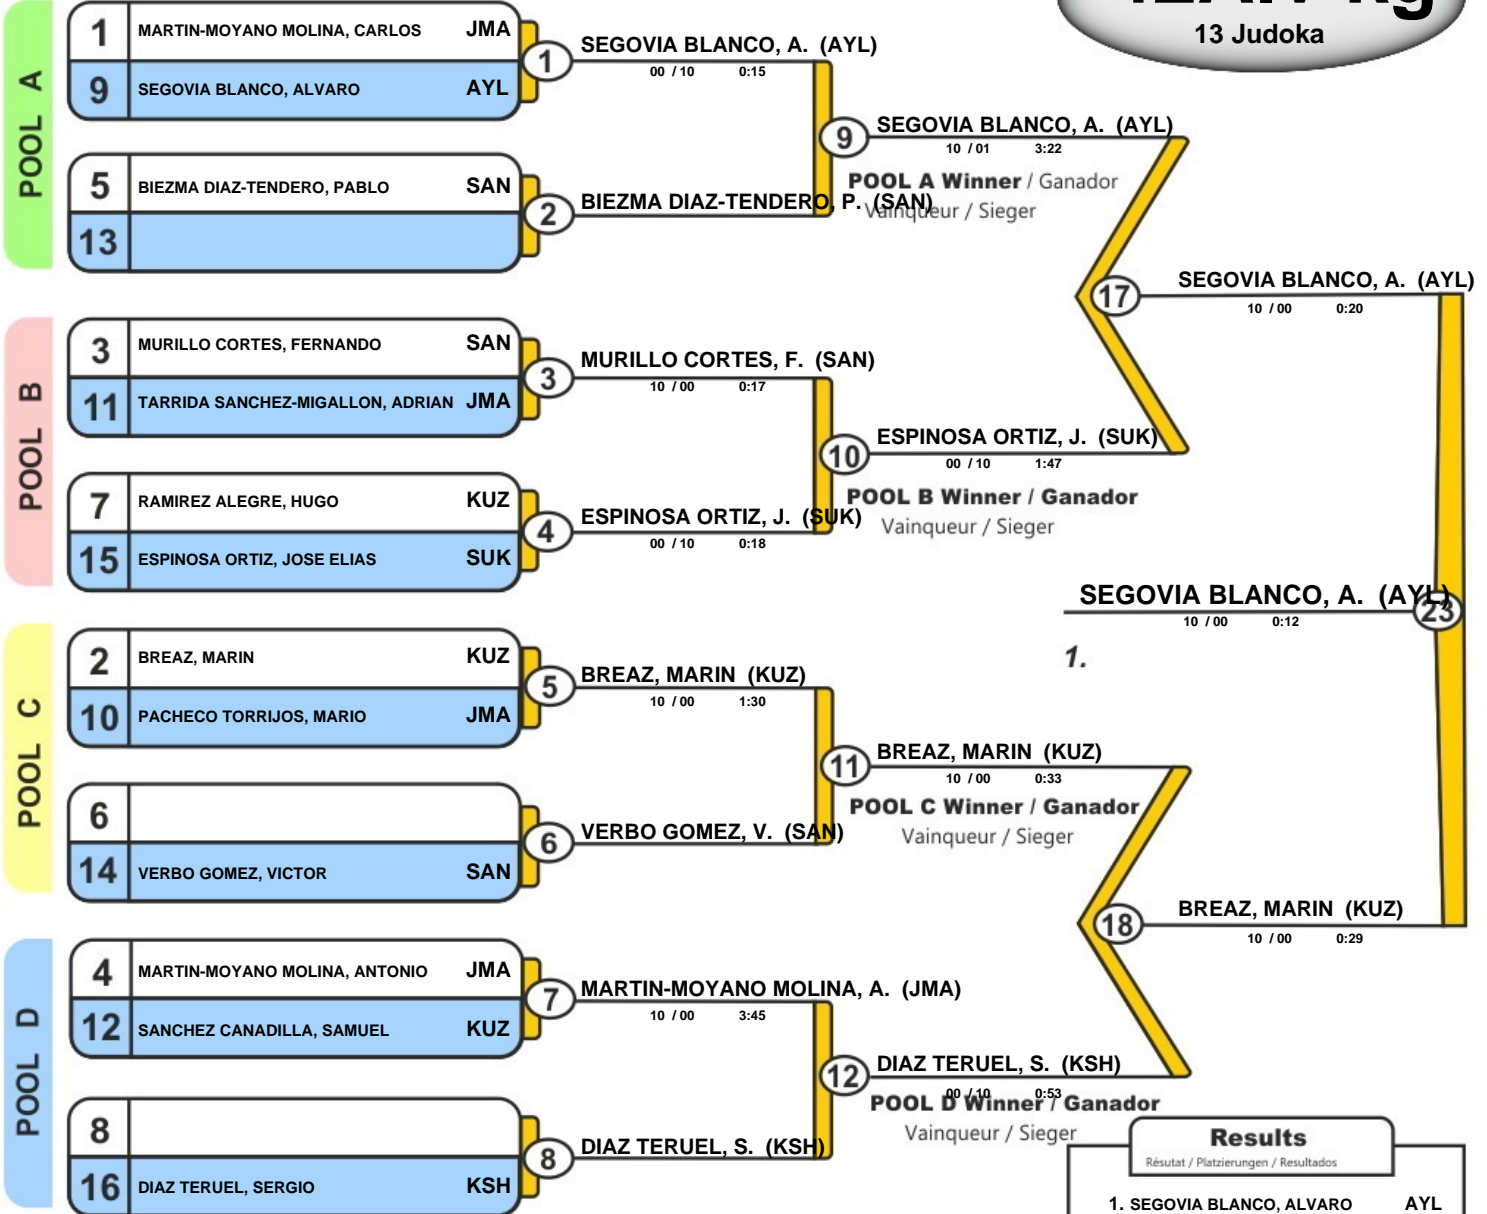 13 Judoka
POOL A
1 MARTIN-MOYANO MOLINA, CARLOS JMA
9 SEGOVIA BLANCO, ALVARO AYL
1
SEGOVIA BLANCO, A. (AYL)
00 / 10 0:15
5 BIEZMA DIAZ-TENDERO, PABLO SAN
13
2
BIEZMA DIAZ-TENDERO, P. (SAN)
9
SEGOVIA BLANCO, A. (AYL)
10 / 01 3:22
POOL A Winner / Ganador
Vainqueur / Sieger
POOL B
3 MURILLO CORTES, FERNANDO SAN
11 TARRIDA SANCHEZ-MIGALLON, ADRIAN JMA
3
MURILLO CORTES, F. (SAN)
10 / 00 0:17
7 RAMIREZ ALEGRE, HUGO KUZ
15 ESPINOSA ORTIZ, JOSE ELIAS SUK
4
ESPINOSA ORTIZ, J. (SUK)
00 / 10 0:18
10
ESPINOSA ORTIZ, J. (SUK)
00 / 10 1:47
POOL B Winner / Ganador
Vainqueur / Sieger
17
SEGOVIA BLANCO, A. (AYL)
10 / 00 0:20
POOL C
2 BREAZ, MARIN KUZ
10 PACHECO TORRIJOS, MARIO JMA
5
BREAZ, MARIN (KUZ)
10 / 00 1:30
6
14 VERBO GOMEZ, VICTOR SAN
6
VERBO GOMEZ, V. (SAN)
11
BREAZ, MARIN (KUZ)
10 / 00 0:33
POOL C Winner / Ganador
Vainqueur / Sieger
POOL D
4 MARTIN-MOYANO MOLINA, ANTONIO JMA
12 SANCHEZ CANADILLA, SAMUEL KUZ
7
MARTIN-MOYANO MOLINA, A. (JMA)
10 / 00 3:45
8
16 DIAZ TERUEL, SERGIO KSH
8
DIAZ TERUEL, S. (KSH)
12
DIAZ TERUEL, S. (KSH)
00 / 10 0:53
POOL D Winner / Ganador
Vainqueur / Sieger
18
BREAZ, MARIN (KUZ)
10 / 00 0:29
SEGOVIA BLANCO, A. (AYL)
23
10 / 00 0:12
1.
Results
Résutat / Platzierungen / Resultados
1. SEGOVIA BLANCO, ALVARO AYL